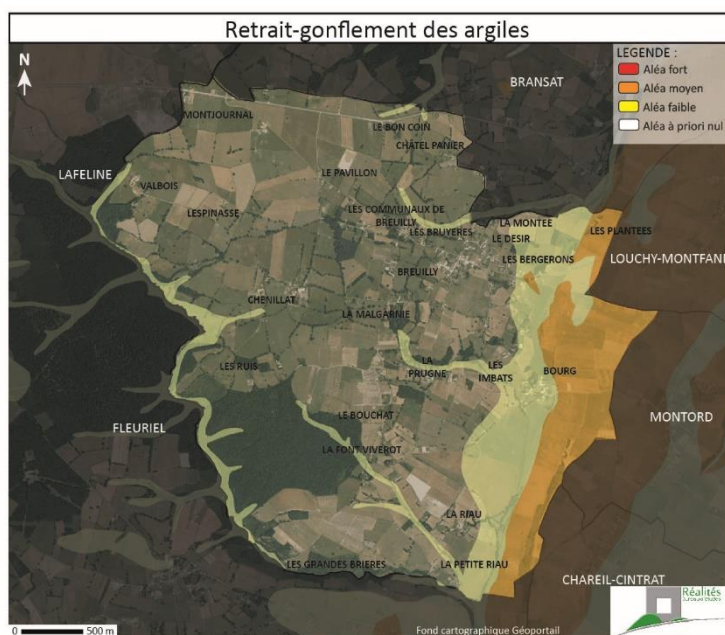 Retrait-gonflement des argiles
N
LEGENDE :
Aléa fort
Aléa moyen
Aléa faible
Aléa à priori nul
BRANSAT
MONTJOURNAL
LE BON COIN
CHÂTEL PANIER
LAFELINE
VALBOIS
LE PAVILLON
LESPINASSE
LES COMMUNAUX DE
BREUILLY
LES BRUYERES
LA MONTEE
LE DESIR
LES PLANTEES
LES BERGERONS
LOUCHY-MONTFAND
BREUILLY
CHENILLAT
LA MALGARNIE
LES RUIS
LA
PRUGNE
LES
IMBATS
BOURG
LE BOUCHAT
MONTORD
FLEURIEL
LA FONT VIVEROT
LA RIAU
LES GRANDES BRIERES
LA PETITE RIAU
CHAREIL-CINTRAT
Réalités
0 500 m
Fond cartographique Géoportail